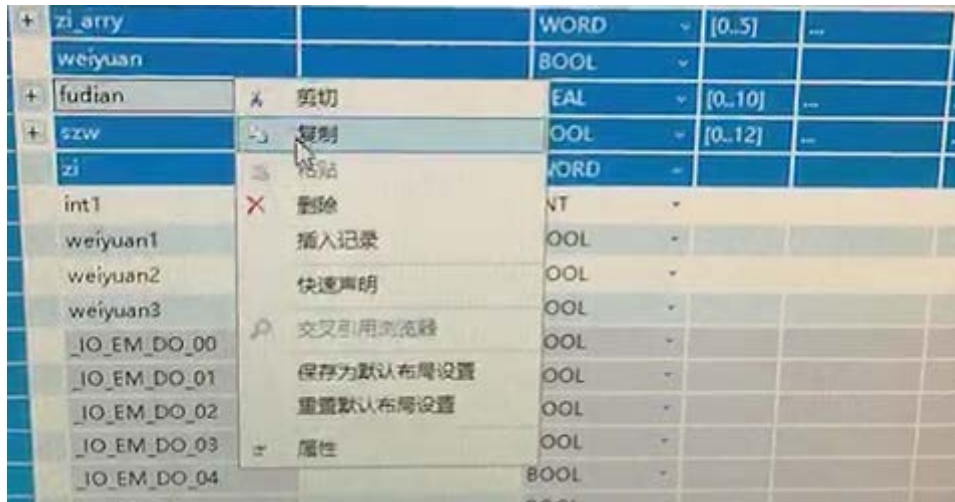 + zi_arry WORD [0..5] ...
weiyuan BOOL
+ fudian EAL [0..10] ...
+ szw OOL [0..12] ...
zi WORD
int1 NT
weiyuan1 OOL
weiyuan2 OOL
weiyuan3 OOL
_IO_EM_DO_00 OOL
_IO_EM_DO_01 OOL
_IO_EM_DO_02 OOL
_IO_EM_DO_03 OOL
_IO_EM_DO_04 BOOL
剪切
复制
粘贴
删除
插入记录
快速声明
交叉引用浏览器
保存为默认布局设置
重置默认布局设置
属性